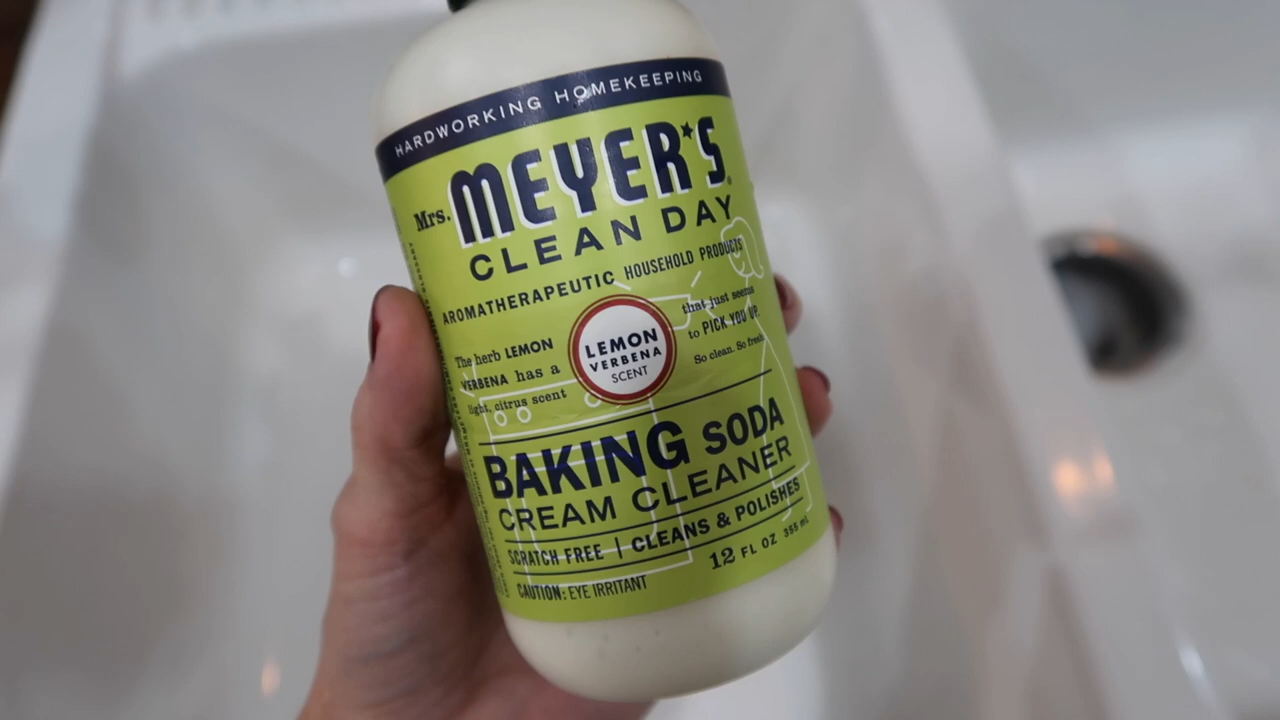 HARDWORKING HOMEKEEPING
Mrs. MEYER'S
CLEAN DAY
AROMATHERAPEUTIC HOUSEHOLD PRODUCTS
The herb LEMON
VERBENA has a
light, citrus scent
LEMON
VERBENA
SCENT
that just seems
to PICK YOU UP.
So clean. So fresh
BAKING SODA
CREAM CLEANER
SCRATCH FREE | CLEANS & POLISHES
CAUTION: EYE IRRITANT
12 FL OZ 355 mL